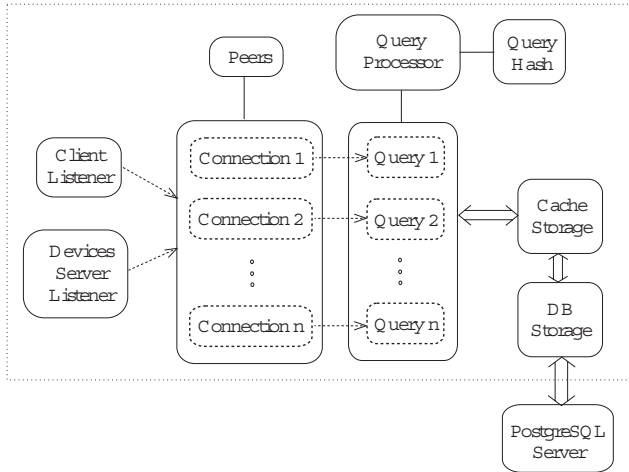 Peers
Query
Processor
Query
Hash
Client
Listener
Devices
Server
Listener
Connection 1
Connection 2
Connection n
Query 1
Query 2
Query n
Cache
Storage
DB
Storage
PostgreSQL
Server